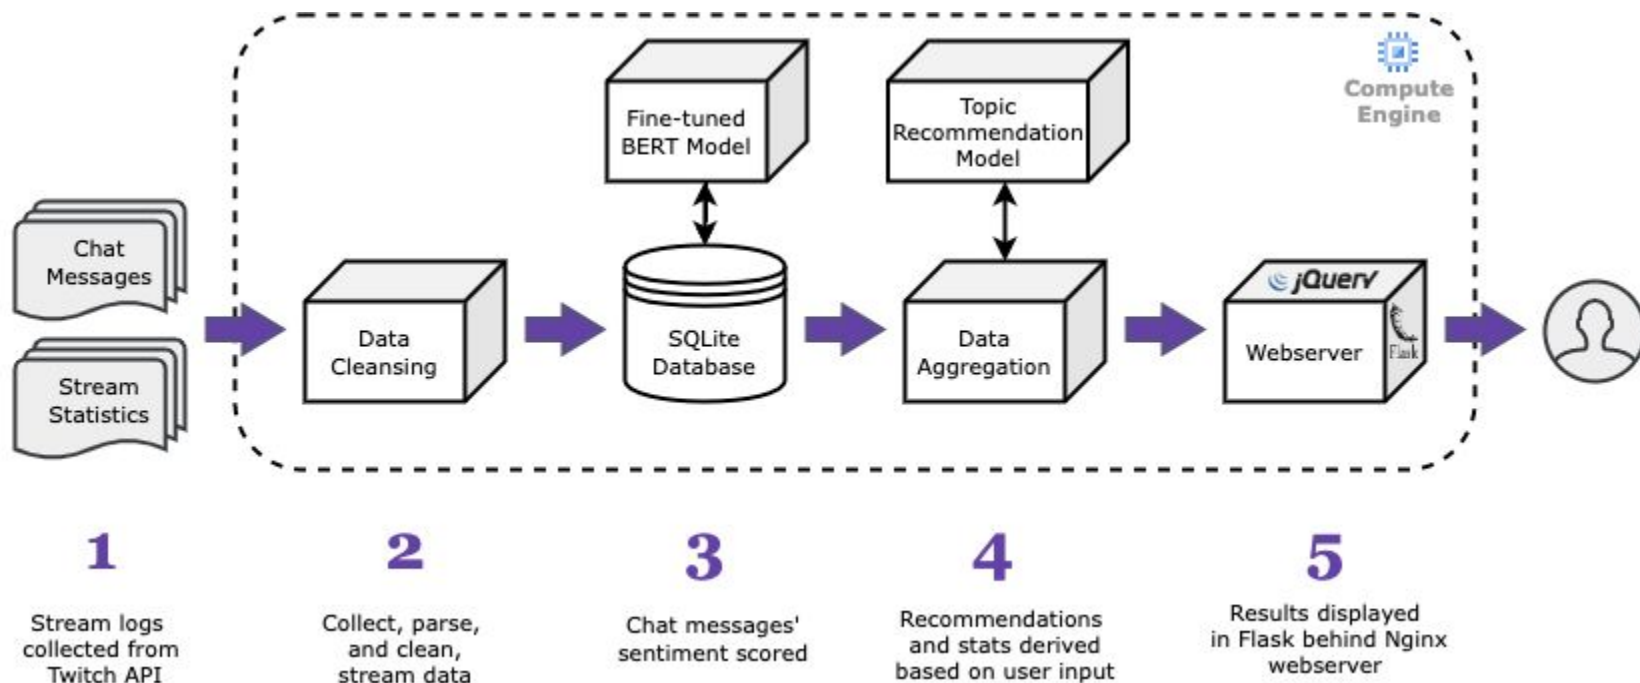 Compute
Engine
Fine-tuned
BERT Model
Topic
Recommendation
Model
Chat
Messages
Stream
Statistics
Data
Cleansing
SQLite
Database
Data
Aggregation
jQuery
Webserver
Flask
1
Stream logs
collected from
Twitch API
2
Collect, parse,
and clean,
stream data
3
Chat messages'
sentiment scored
4
Recommendations
and stats derived
based on user input
5
Results displayed
in Flask behind Nginx
webserver